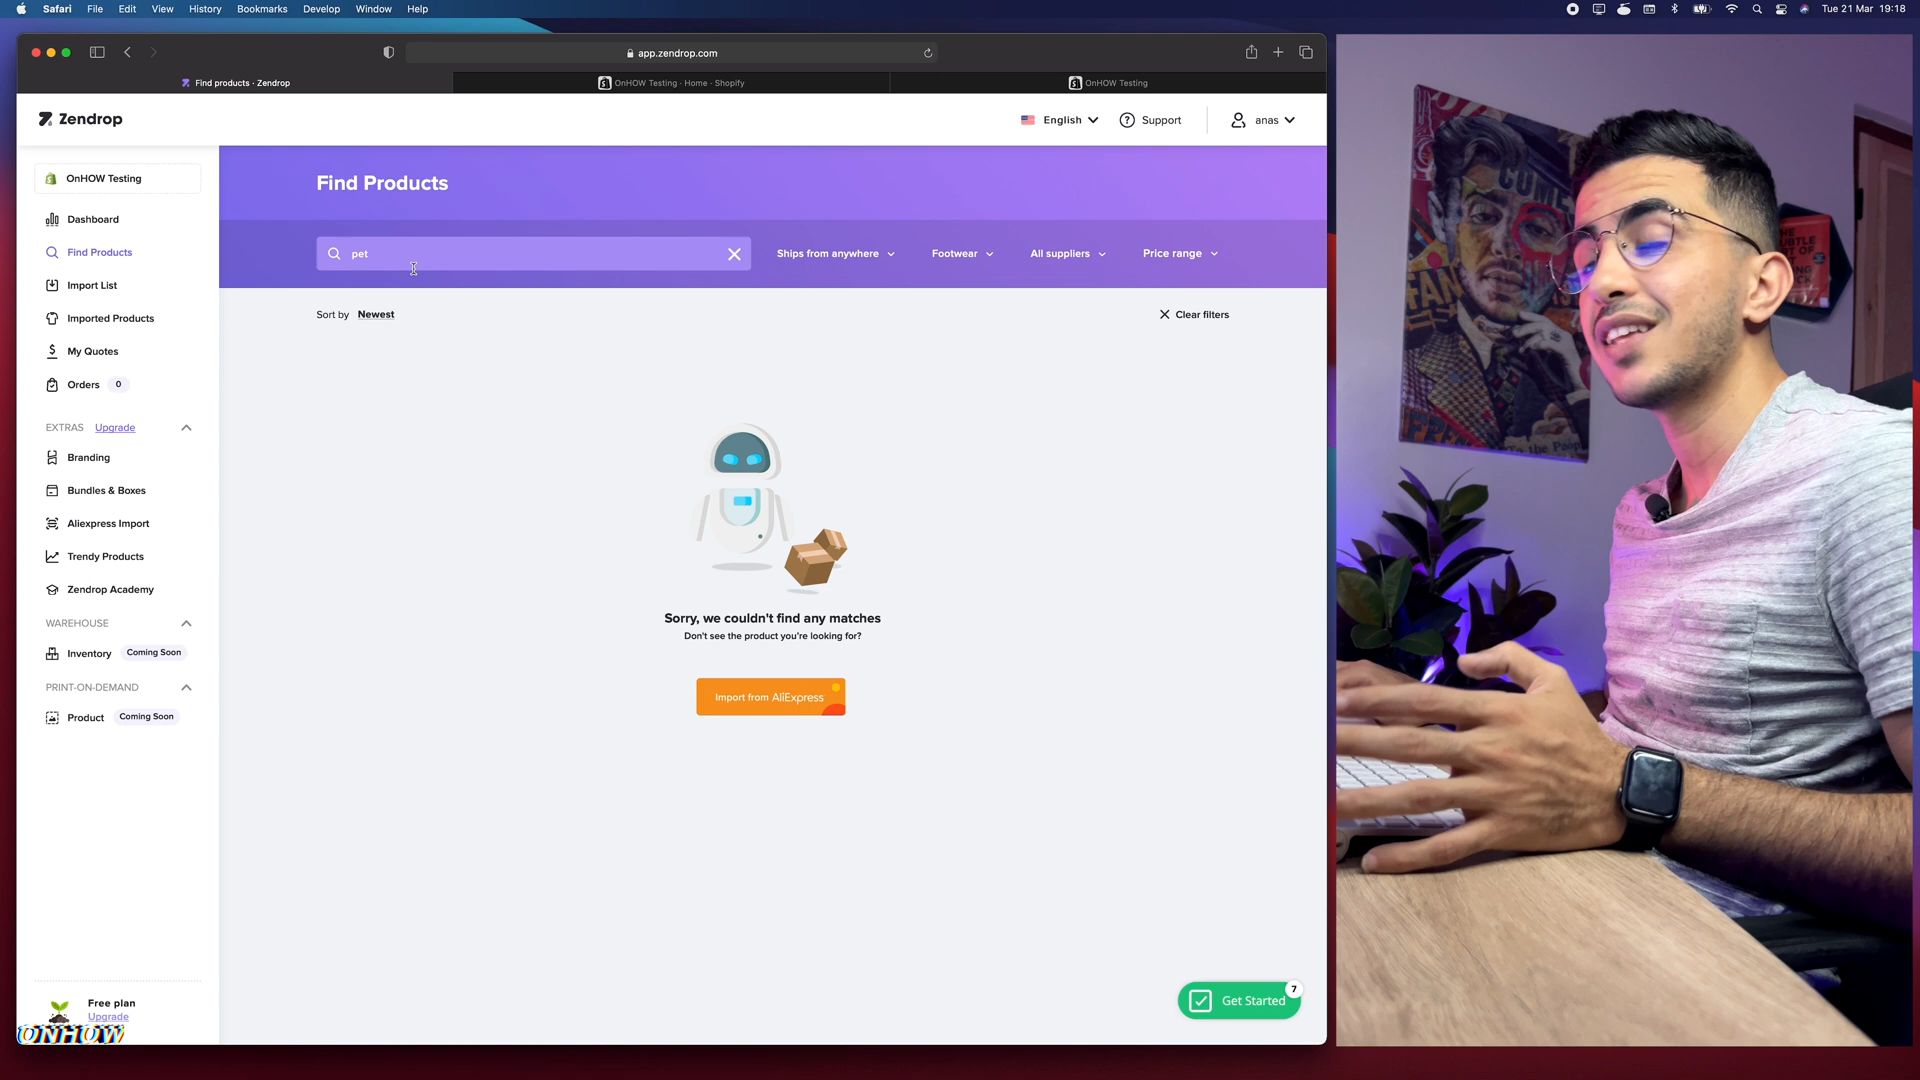 Safari File Edit View History Bookmarks Develop Window Help
Tue 21 Mar 19:18
app.zendrop.com
Find products - Zendrop
OnHOW Testing - Home - Shopify
OnHOW Testing
Zendrop
English
Support
anas
OnHOW Testing
Dashboard
Find Products
Import List
Imported Products
My Quotes
Orders 0
EXTRAS Upgrade
Branding
Bundles & Boxes
Aliexpress Import
Trendy Products
Zendrop Academy
WAREHOUSE
Inventory Coming Soon
PRINT-ON-DEMAND
Product Coming Soon
Free plan
Upgrade
ONHOW
Find Products
pet
Ships from anywhere
Footwear
All suppliers
Price range
Sort by Newest
Clear filters
Sorry, we couldn't find any matches
Don't see the product you're looking for?
Import from AliExpress
Get Started
7